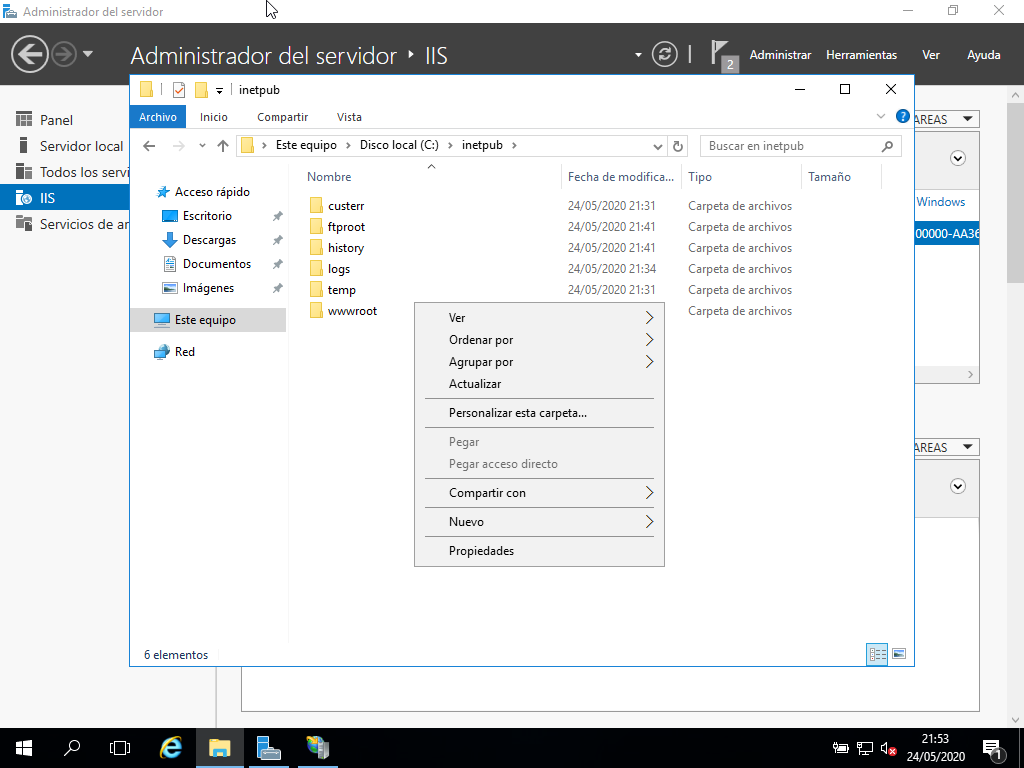 Administrador del servidor
Administrador del servidor ‣ IIS
2
Administrar
Herramientas
Ver
Ayuda
Panel
Servidor local
Todos los servi
IIS
Servicios de ar
inetpub
Archivo
Inicio
Compartir
Vista
?
Este equipo > Disco local (C:) > inetpub >
Buscar en inetpub
Acceso rápido
Escritorio
Descargas
Documentos
Imágenes
Este equipo
Red
Nombre Fecha de modifica... Tipo Tamaño
custerr 24/05/2020 21:31 Carpeta de archivos
ftproot 24/05/2020 21:41 Carpeta de archivos
history 24/05/2020 21:41 Carpeta de archivos
logs 24/05/2020 21:34 Carpeta de archivos
temp 24/05/2020 21:31 Carpeta de archivos
wwwroot Carpeta de archivos
Ver
Ordenar por
Agrupar por
Actualizar
Personalizar esta carpeta...
Pegar
Pegar acceso directo
Compartir con
Nuevo
Propiedades
6 elementos
AREAS
Windows
00000-AA36
AREAS
21:53
24/05/2020
1